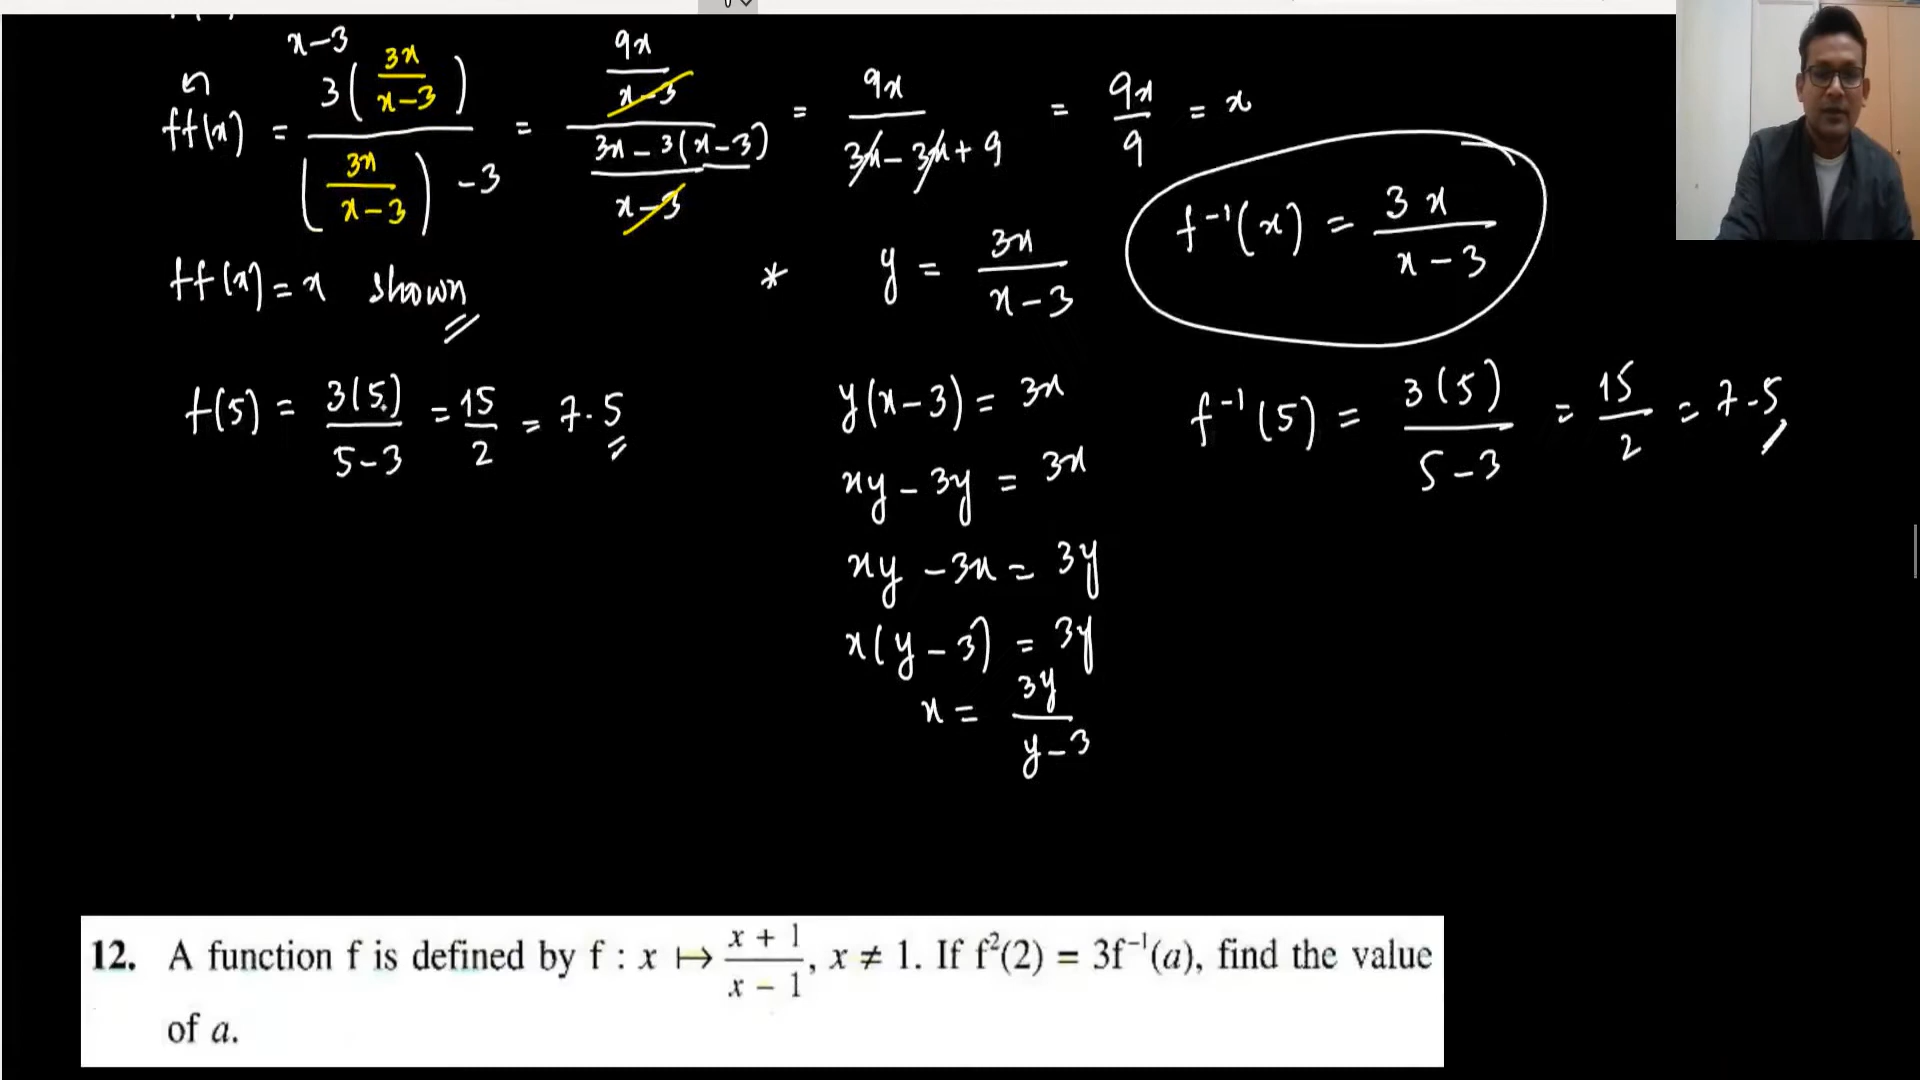 x-3
ff(x) = 3(3x/x-3) / (3x/x-3) - 3 = 9x/x-3 / 3x-3(x-3)/x-3 = 9x / 3x-3x+9 = 9x/9 = x
f⁻¹(x) = 3x / x-3
ff(x) = x shown
* y = 3x / x-3
f(5) = 3(5) / 5-3 = 15/2 = 7.5
y(x-3) = 3x
f⁻¹(5) = 3(5) / 5-3 = 15/2 = 7.5
xy - 3y = 3x
xy - 3x = 3y
x(y-3) = 3y
x = 3y / y-3
12. A function f is defined by f : x ↦ x + 1 / x − 1, x ≠ 1. If f²(2) = 3f⁻¹(a), find the value
of a.